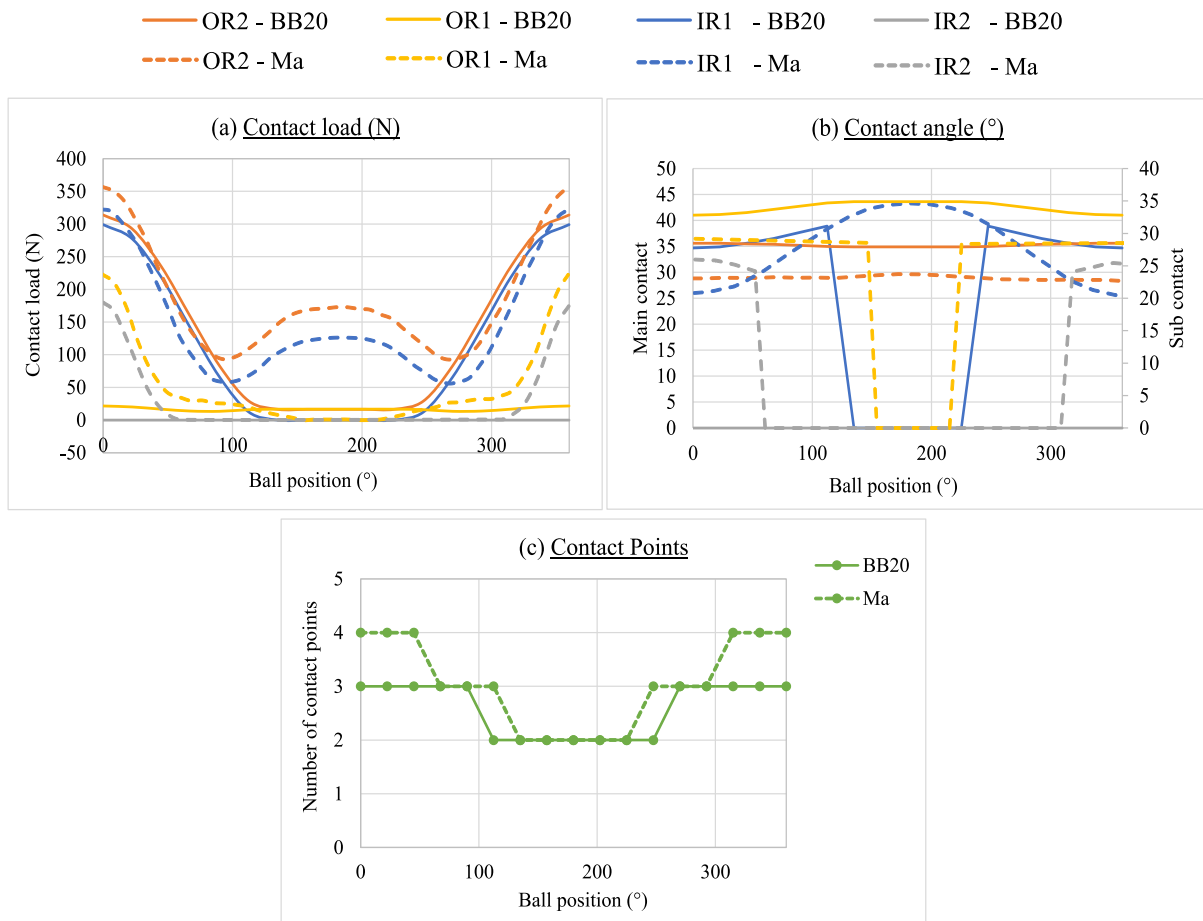 OR2 - BB20 OR1 - BB20 IR1 - BB20 IR2 - BB20
OR2 - Ma OR1 - Ma IR1 - Ma IR2 - Ma
(a) Contact load (N)
Contact load (N)
400
350
300
250
200
150
100
50
0
-50
0 100 200 300
Ball position (°)
(b) Contact angle (°)
Main contact
50
45
40
35
30
25
20
15
10
5
0
40
35
30
25
20
15
10
5
0
Sub contact
0 100 200 300
Ball position (°)
(c) Contact Points
BB20
Ma
Number of contact points
5
4
3
2
1
0
0 100 200 300
Ball position (°)